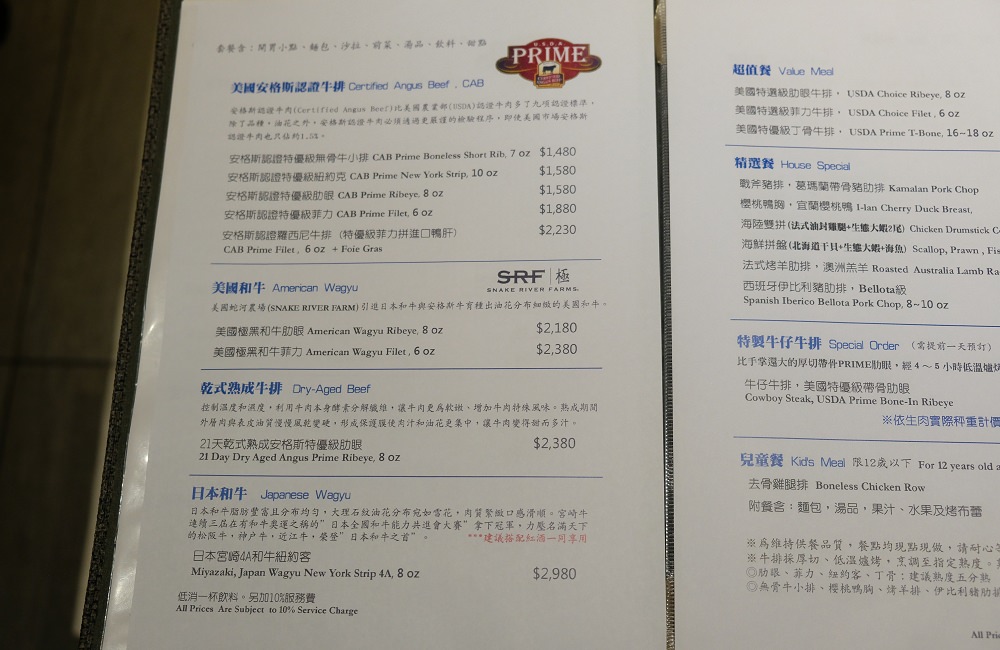 套餐含：開胃小點、麵包、沙拉、前菜、湯品、飲料、甜點
U.S.D.A.
PRIME
美國安格斯認證牛排 Certified Angus Beef . CAB
安格斯認證牛肉(Certified Angus Beef)比美國農業部(USDA)認證牛肉多了九項認證標準，
除了品種，油花之外，安格斯認證牛肉必須通過更嚴謹的檢驗程序，即使美國市場安格斯
認證牛肉也只佔約1.5%。
安格斯認證特優級無骨牛小排 CAB Prime Boneless Short Rib, 7 oz $1,480
安格斯認證特優級紐約克 CAB Prime New York Strip, 10 oz $1,580
安格斯認證特優級肋眼 CAB Prime Ribeye. 8 oz $1,580
安格斯認證特優級菲力 CAB Prime Filet, 6 oz $1,880
安格斯認證羅西尼牛排（特優級菲力拼進口鴨肝） $2,230
CAB Prime Filet , 6 oz + Foie Gras
美國和牛 American Wagyu
SRF 極
SNAKE RIVER FARMS
美國蛇河農場(SNAKE RIVER FARM)引進日本和牛與安格斯牛育種出油花分布細緻的美國和牛。
美國極黑和牛肋眼 American Wagyu Ribeye, 8 oz $2,180
美國極黑和牛菲力 American Wagyu Filet , 6 oz $2,380
乾式熟成牛排 Dry-Aged Beef
控制溫度和濕度，利用牛肉本身酵素分解纖維，讓牛更為軟嫩、增加牛肉特殊風味。熟成期間
外層肉與表皮油質慢慢風乾變硬，形成保護膜使肉汁和油花更集中，讓牛肉變得甜而多汁。
21天乾式熟成安格斯特優級肋眼 $2,380
21 Day Dry Aged Angus Prime Ribeye, 8 oz
日本和牛 Japanese Wagyu
日本和牛脂肪豐富且分布均勻，大理石紋油花分布宛如雪花，肉質緊緻口感滑順。宮崎牛
連續三屆在有和牛奧運之稱的"日本全國和牛能力共進會大賽"拿下冠軍，力壓名滿天下
的松阪牛，神戶牛，近江牛，榮登"日本和牛之首"。 ***建議搭配紅酒一同享用
日本宮崎4A和牛紐約客
Miyazaki, Japan Wagyu New York Strip 4A, 8 oz $2,980
低消一杯飲料。另加10%服務費
All Prices Are Subject to 10% Service Charge
超值餐 Value Meal
美國特選級肋眼牛排， USDA Choice Ribeye, 8 oz
美國特選級菲力牛排， USDA Choice Filet , 6 oz
美國特優級丁骨牛排， USDA Prime T-Bone, 16~18 oz
精選餐 House Special
戰斧豬排，葛瑪蘭帶骨豬肋排 Kamalan Pork Chop
櫻桃鴨胸，宜蘭櫻桃鴨 I-lan Cherry Duck Breast,
海陸雙拼(法式油封雞腿+生態大蝦2尾) Chicken Drumstick
海鮮拼盤(北海道干貝+生態大蝦+海魚) Scallop, Prawn ,
法式烤羊肋排，澳洲羔羊 Roasted Australia Lamb
西班牙伊比利豬肋排，Bellota級
Spanish Iberico Bellota Pork Chop, 8~10 oz
特製牛仔牛排 Special Order （需提前一天預訂）
比手掌還大的厚切帶骨PRIME肋眼，經 4 ～ 5 小時低溫爐烤
牛仔牛排，美國特優級帶骨肋眼
Cowboy Steak, USDA Prime Bone-In Ribeye
※依生肉實際秤重計價
兒童餐 Kid's Meal 限12歲以下 For 12 years old
去骨雞腿排 Boneless Chicken Row
附餐含：麵包，湯品，果汁、水果及烤布蕾
※為維持供餐品質，餐點均現點現做，請耐心
※牛排採厚切、低溫爐烤，烹調至指定熟度。
◎肋眼、菲力、紐約客、丁骨：建議熟度五分熟
◎無骨牛小排、櫻桃鴨胸、烤羊排、伊比利豬肋排
All